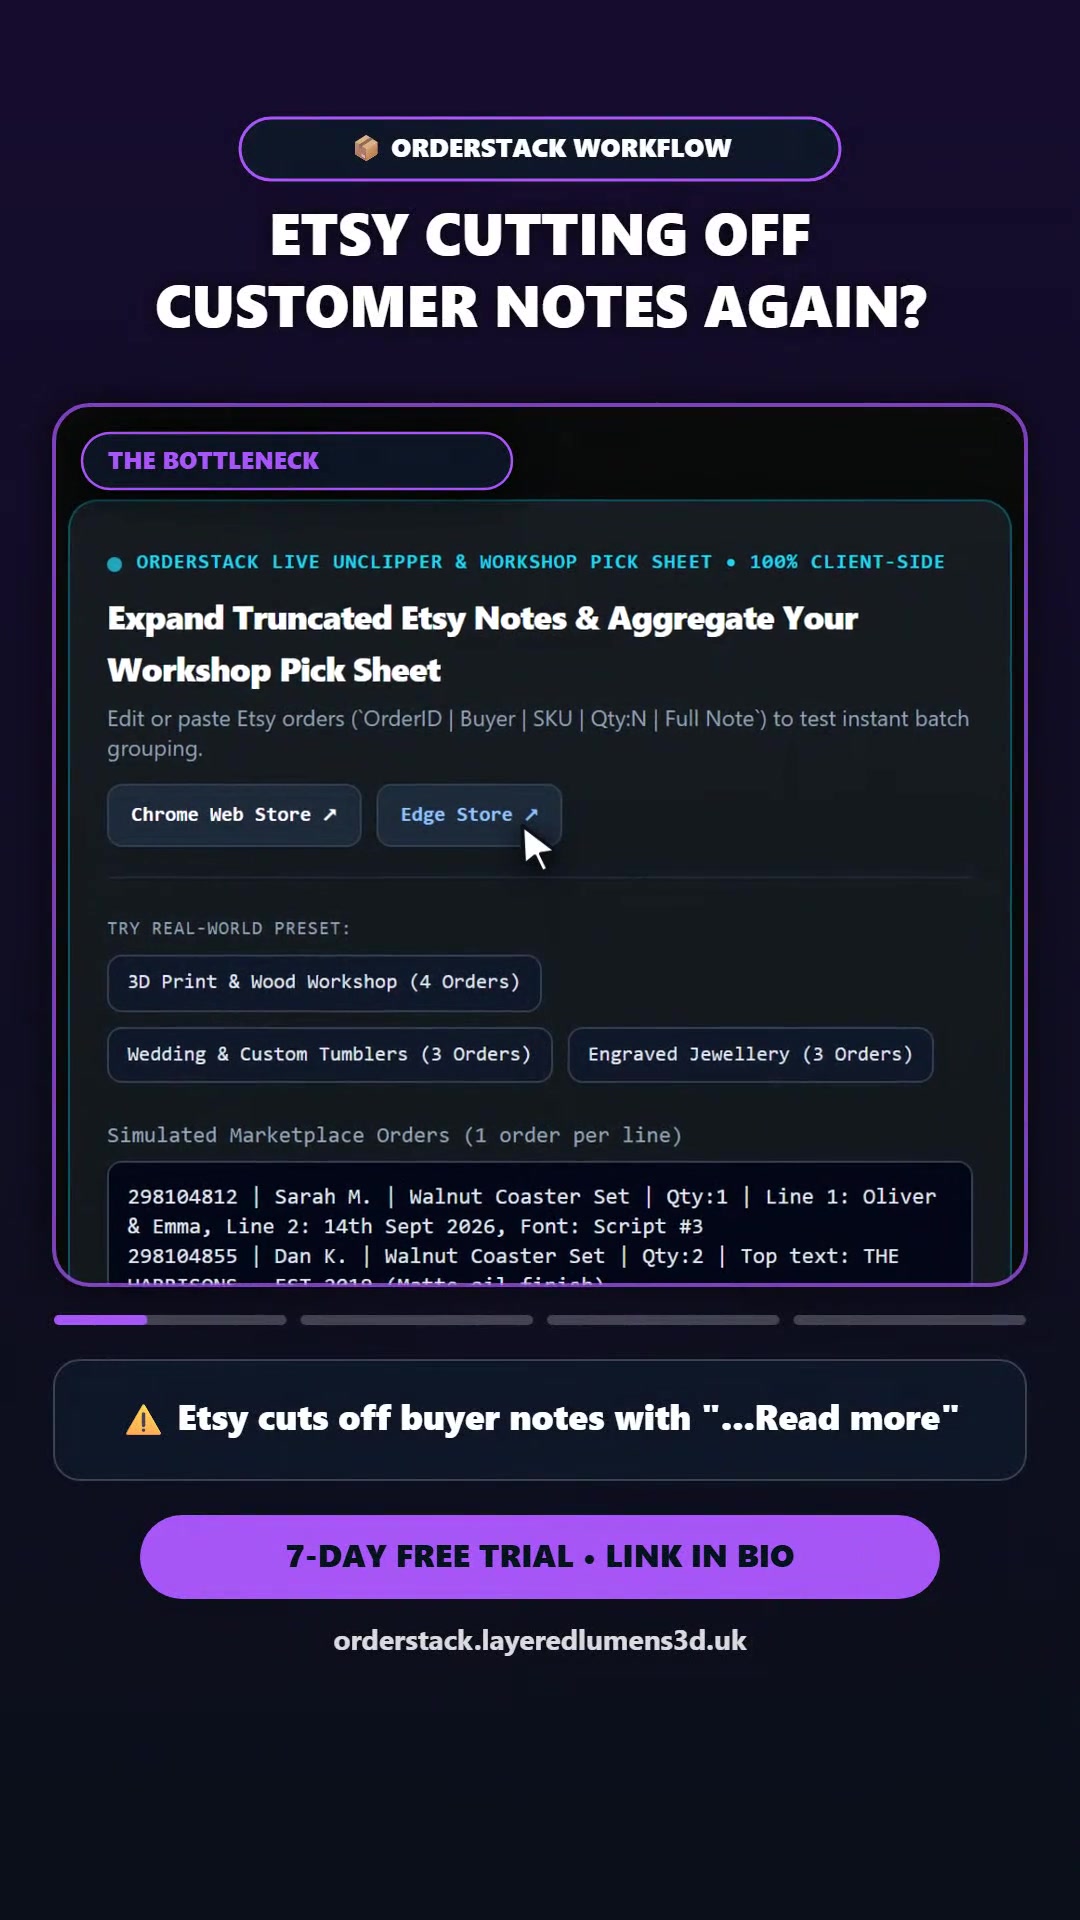 📦 ORDERSTACK WORKFLOW
ETSY CUTTING OFF
CUSTOMER NOTES AGAIN?
THE BOTTLENECK
ORDERSTACK LIVE UNCLIPPER & WORKSHOP PICK SHEET • 100% CLIENT-SIDE
Expand Truncated Etsy Notes & Aggregate Your
Workshop Pick Sheet
Edit or paste Etsy orders (`OrderID | Buyer | SKU | Qty:N | Full Note`) to test instant batch
grouping.
Chrome Web Store ↗
Edge Store ↗
TRY REAL-WORLD PRESET:
3D Print & Wood Workshop (4 Orders)
Wedding & Custom Tumblers (3 Orders)
Engraved Jewellery (3 Orders)
Simulated Marketplace Orders (1 order per line)
298104812 | Sarah M. | Walnut Coaster Set | Qty:1 | Line 1: Oliver
& Emma, Line 2: 14th Sept 2026, Font: Script #3
298104855 | Dan K. | Walnut Coaster Set | Qty:2 | Top text: THE
⚠️ Etsy cuts off buyer notes with "...Read more"
7-DAY FREE TRIAL • LINK IN BIO
orderstack.layeredlumens3d.uk